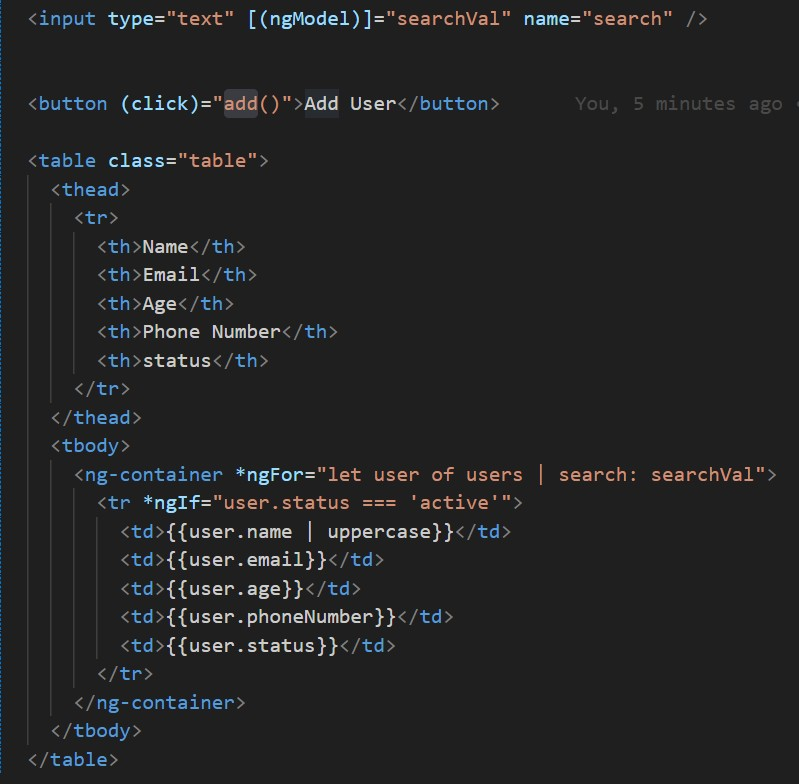 <input type="text" [(ngModel)]="searchVal" name="search" />
<button (click)="add()">Add User</button> You, 5 minutes ago
<table class="table">
<thead>
<tr>
<th>Name</th>
<th>Email</th>
<th>Age</th>
<th>Phone Number</th>
<th>status</th>
</tr>
</thead>
<tbody>
<ng-container *ngFor="let user of users | search: searchVal">
<tr *ngIf="user.status === 'active'">
<td>{{user.name | uppercase}}</td>
<td>{{user.email}}</td>
<td>{{user.age}}</td>
<td>{{user.phoneNumber}}</td>
<td>{{user.status}}</td>
</tr>
</ng-container>
</tbody>
</table>